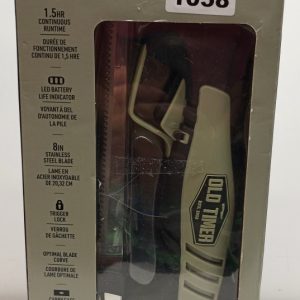 1058
1.5HR
CONTINUOUS
RUNTIME
DURÉE DE
FONCTIONNEMENT
CONTINU DE 1,5 HRE
LED BATTERY
LIFE INDICATOR
VOYANT À DEL
D'AUTONOMIE DE
LA PILE
8IN
STAINLESS
STEEL BLADE
LAME EN
ACIER INOXYDABLE
DE 20,32 CM
TRIGGER
LOCK
VERROU
DE GÂCHETTE
OPTIMAL BLADE
CURVE
COURBURE DE
LAME OPTIMALE
OLD TIMER